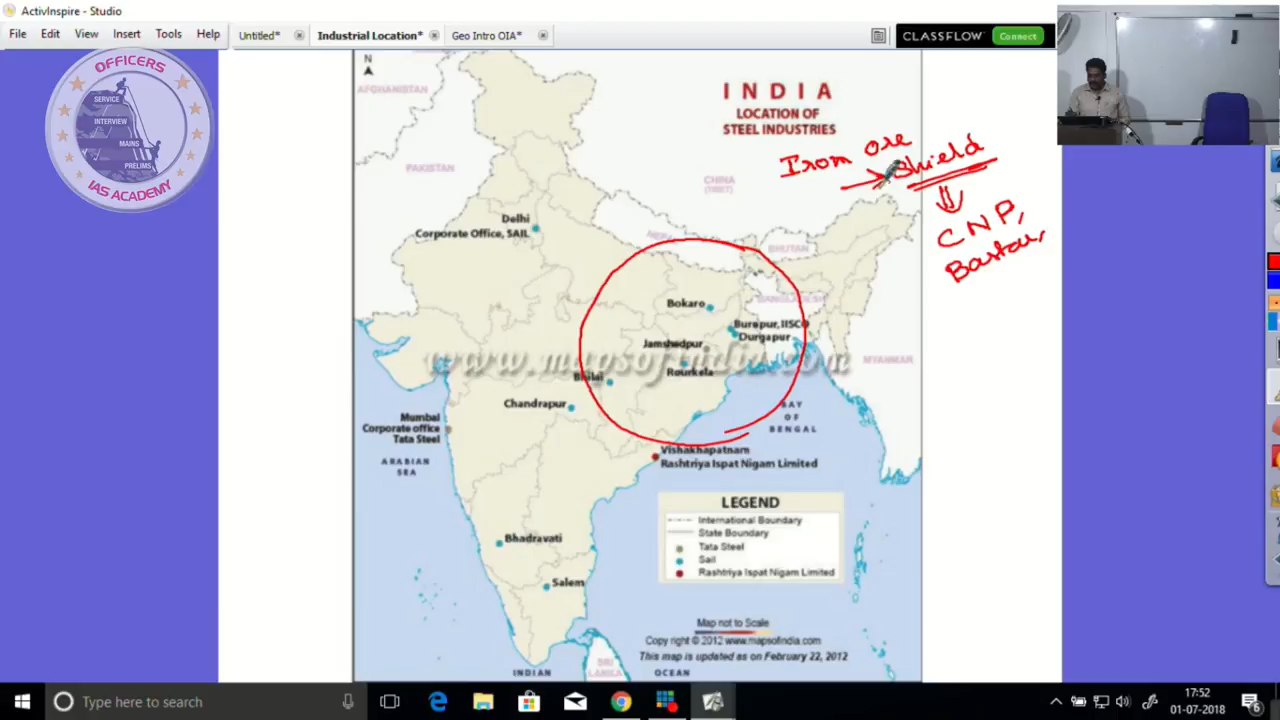 ActivInspire - Studio
File Edit View Insert Tools Help
Untitled* Industrial Location* Geo Intro OIA*
CLASSFLOW Connect
OFFICERS
SERVICE
INTERVIEW
MAINS
PRELIMS
IAS ACADEMY
N
AFGHANISTAN
PAKISTAN
INDIA
LOCATION OF
STEEL INDUSTRIES
CHINA
(TIBET)
Iron ore
Shield
CNP,
Bastar,
Delhi
Corporate Office, SAIL
NEPAL
BHUTAN
BANGLADESH
MYANMAR
Bokaro
Burnpur, IISCO
Durgapur
Jamshedpur
www.mapsofindia.com
Rourkela
Bhilai
Chandrapur
Mumbai
Corporate office
Tata Steel
ARABIAN
SEA
BAY
OF
BENGAL
Vishakhapatnam
Rashtriya Ispat Nigam Limited
LEGEND
International Boundary
State Boundary
Tata Steel
Sail
Rashtriya Ispat Nigam Limited
Bhadravati
Salem
Map not to Scale
Copy right © 2012 www.mapsofindia.com
This map is updated as on February 22, 2012
SRI
LANKA
INDIAN OCEAN
Type here to search
17:52
01-07-2018
6